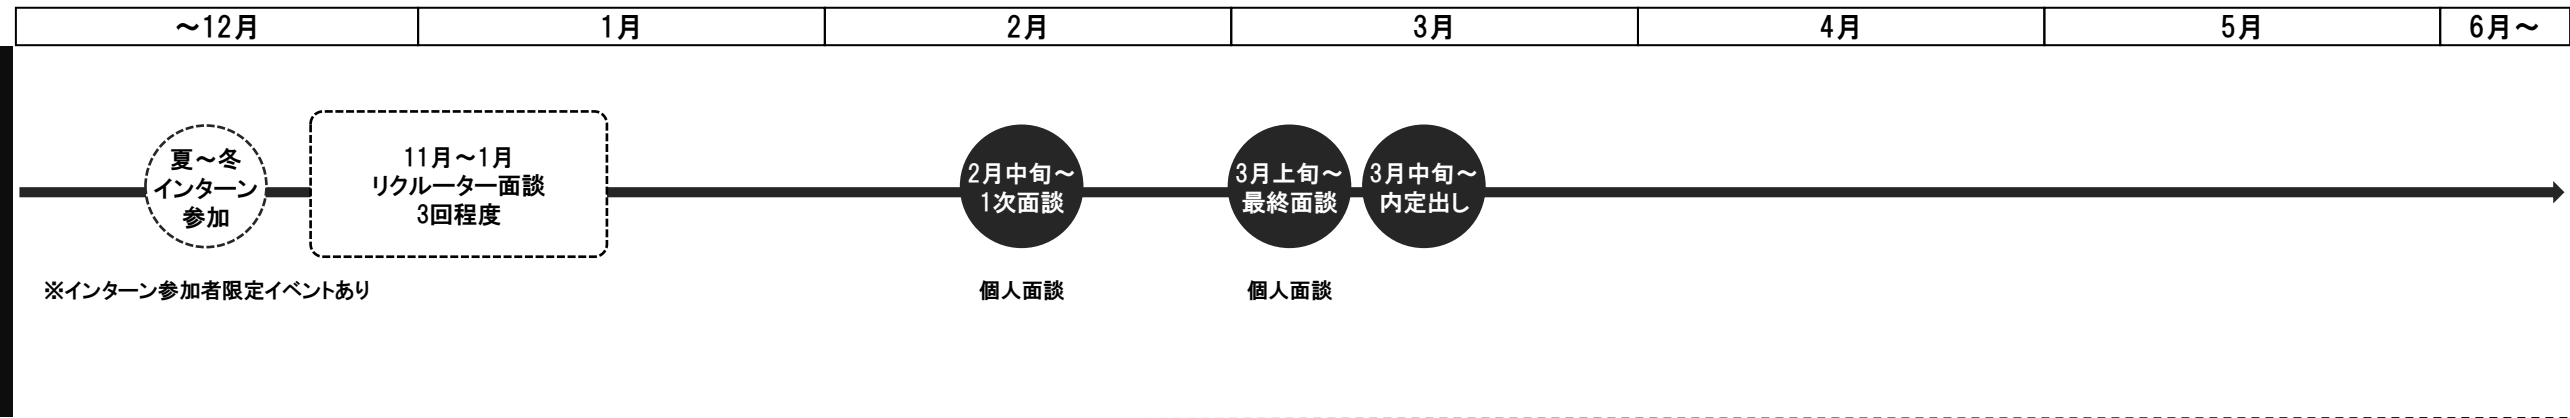 ～12月
1月
2月
3月
4月
5月
6月～
夏～冬
インターン
参加
11月～1月
リクルーター面談
3回程度
2月中旬～
1次面談
3月上旬～
最終面談
3月中旬～
内定出し
※インターン参加者限定イベントあり
個人面談
個人面談